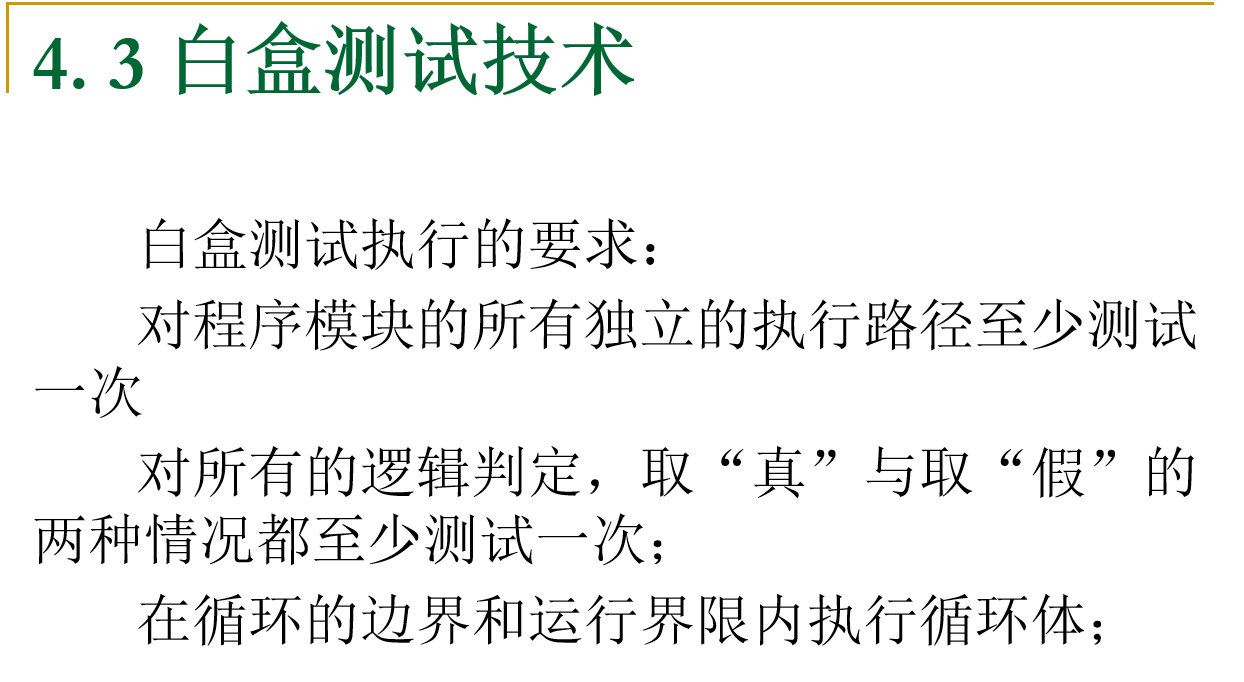 4.3 白盒测试技术
白盒测试执行的要求：
对程序模块的所有独立的执行路径至少测试
一次
对所有的逻辑判定，取“真”与取“假”的
两种情况都至少测试一次；
在循环的边界和运行界限内执行循环体；